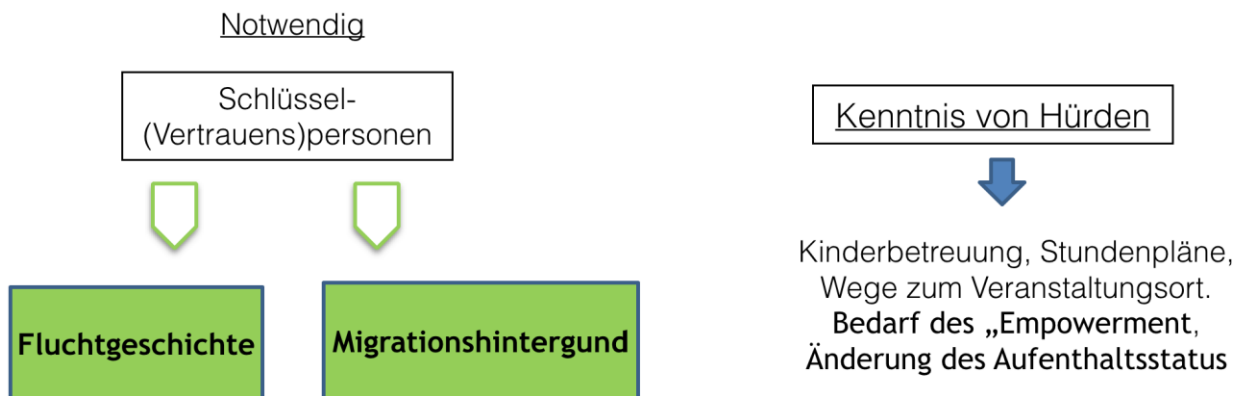 Notwendig
Schlüssel-
(Vertrauens)personen
Fluchtgeschichte
Migrationshintergund
Kenntnis von Hürden
Kinderbetreuung, Stundenpläne,
Wege zum Veranstaltungsort.
Bedarf des „Empowerment,
Änderung des Aufenthaltsstatus